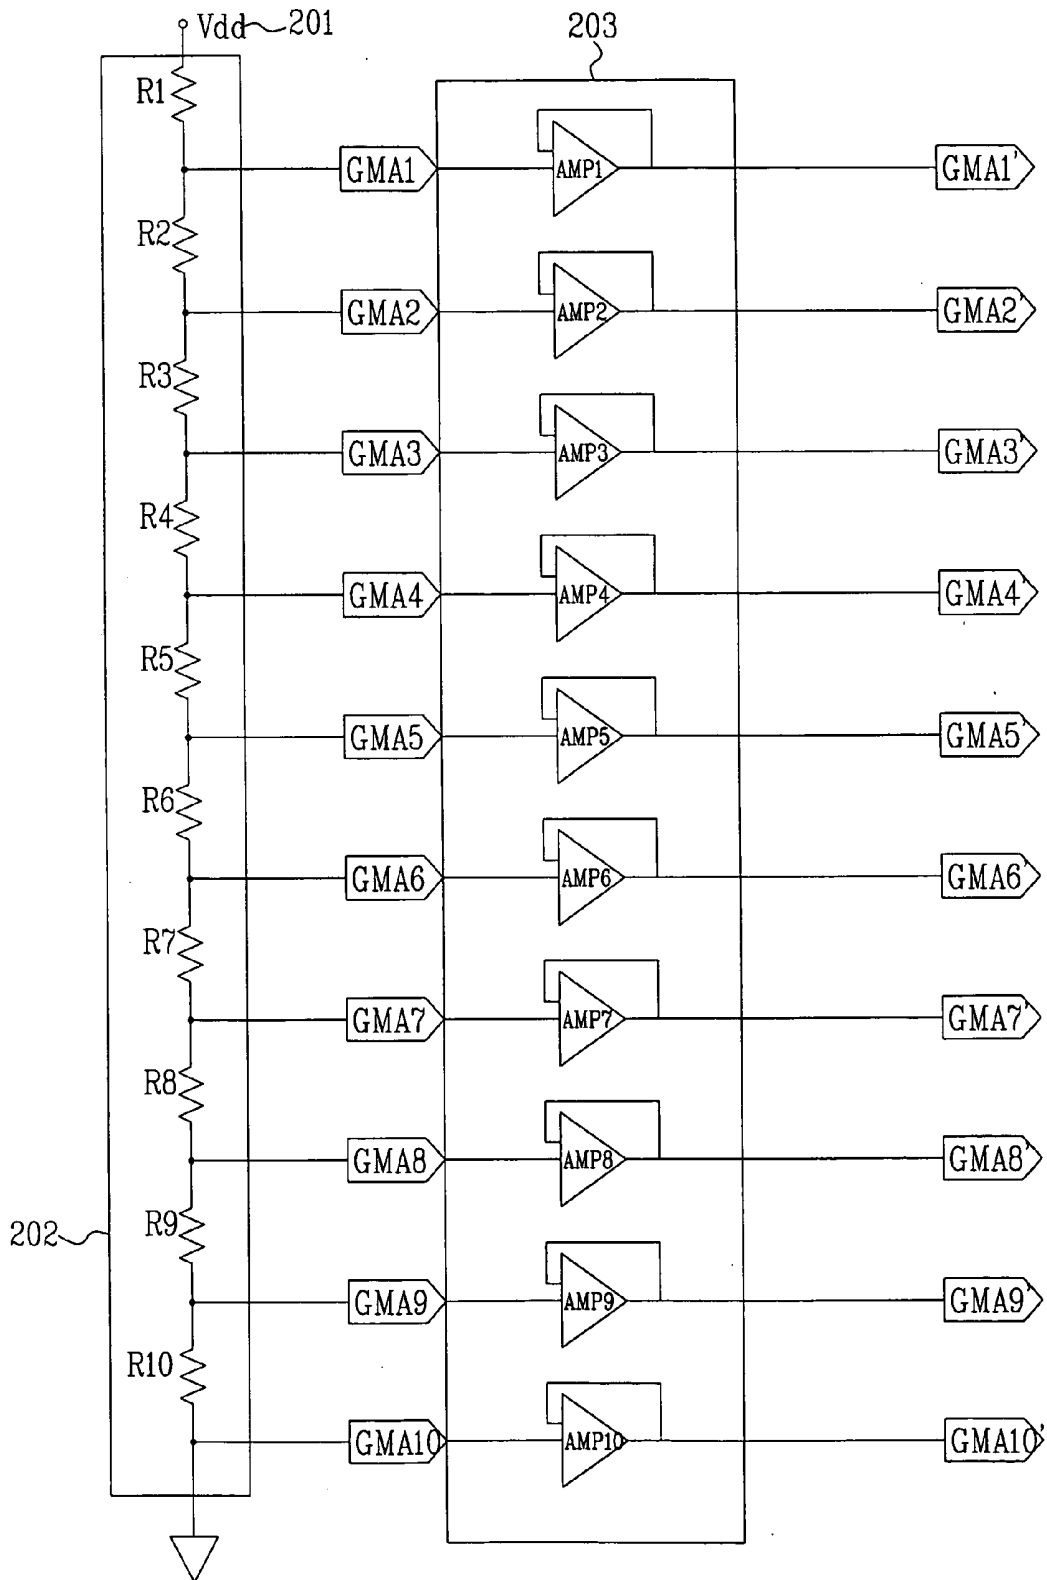 Vdd 201
203
R1
GMA1 AMP1 GMA1'
R2
GMA2 AMP2 GMA2'
R3
GMA3 AMP3 GMA3'
R4
GMA4 AMP4 GMA4'
R5
GMA5 AMP5 GMA5'
R6
GMA6 AMP6 GMA6'
R7
GMA7 AMP7 GMA7'
R8
GMA8 AMP8 GMA8'
202
R9
GMA9 AMP9 GMA9'
R10
GMA10 AMP10 GMA10'